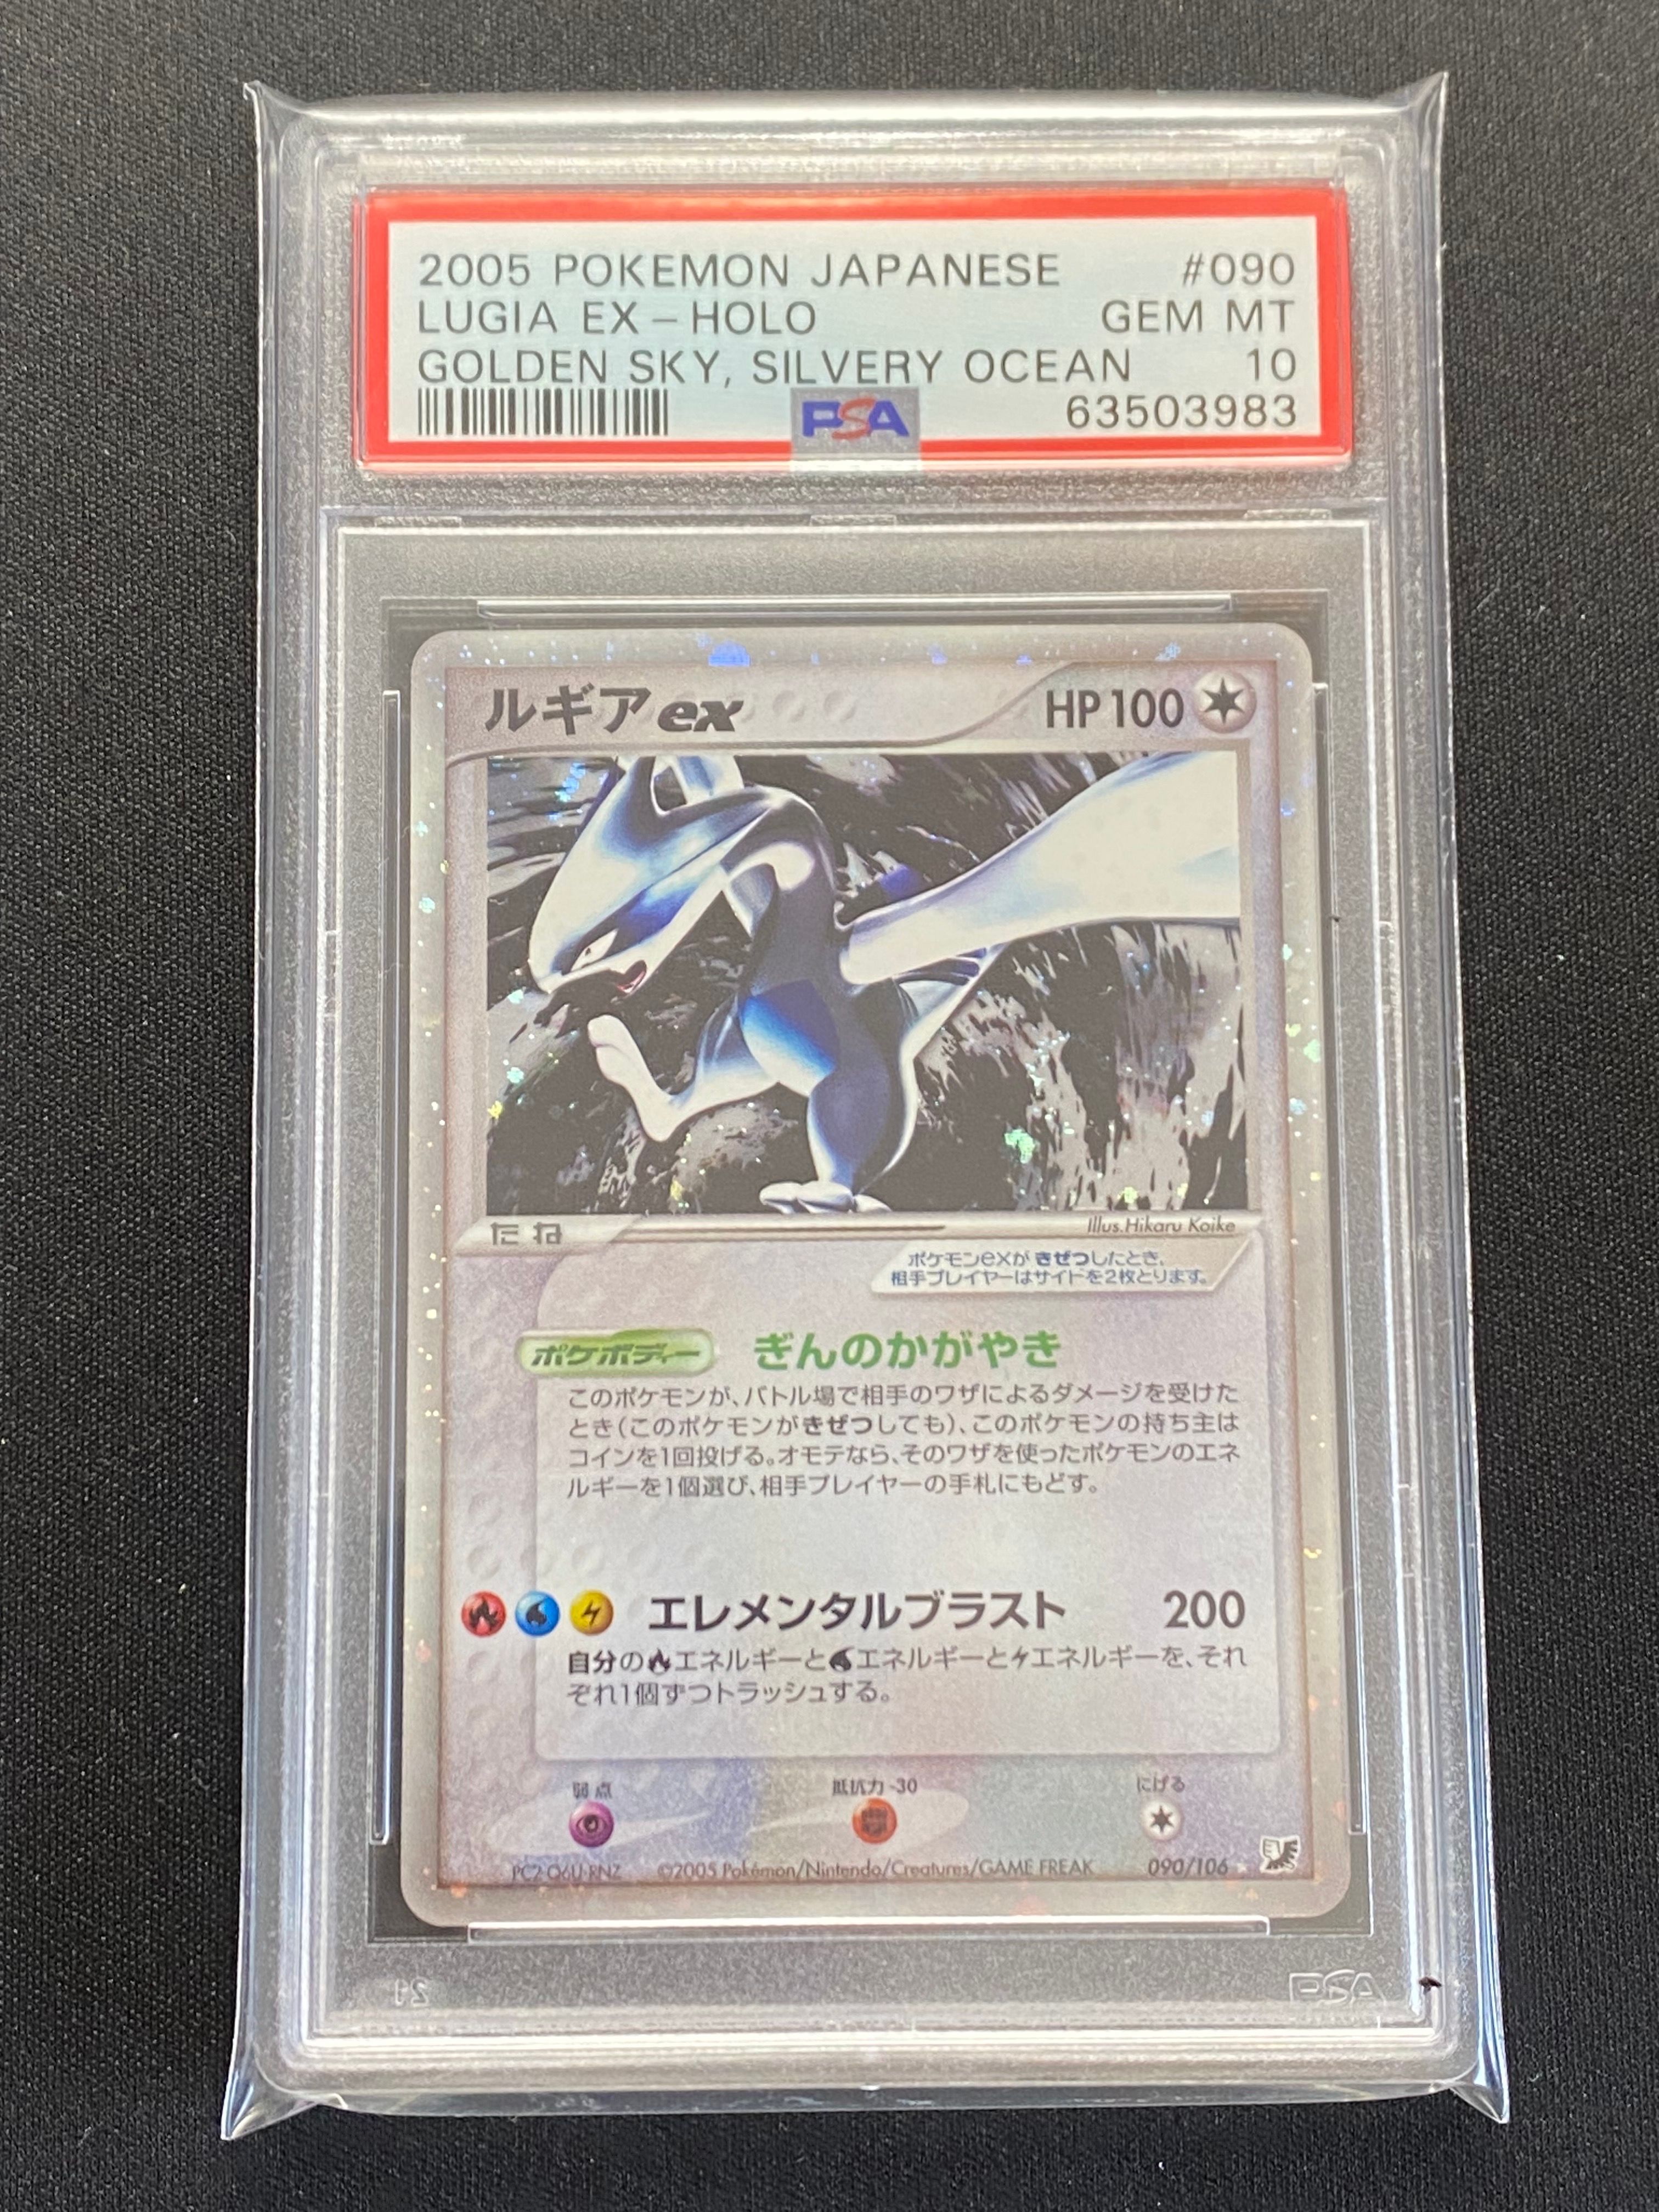 2005 POKEMON JAPANESE #090
LUGIA EX-HOLO GEM MT
GOLDEN SKY, SILVERY OCEAN 10
PSA 63503983
ルギアex HP100
たね Illus.Hikaru Koike
ポケモンexが きぜつしたとき、
相手プレイヤーはサイドを2枚とります。
ポケボディー ぎんのかがやき
このポケモンが、バトル場で相手のワザによるダメージを受けた
とき(このポケモンがきぜつしても)、このポケモンの持ち主は
コインを1回投げる。オモテなら、そのワザを使ったポケモンのエネ
ルギーを1個選び、相手プレイヤーの手札にもどす。
エレメンタルブラスト 200
自分のエネルギーとエネルギーとエネルギーを、それ
ぞれ1個ずつトラッシュする。
弱点 抵抗力 -30 にげる
PC2-06U-RNZ ©2005 Pokémon/Nintendo/Creatures/GAME FREAK 090/106
21 PSA